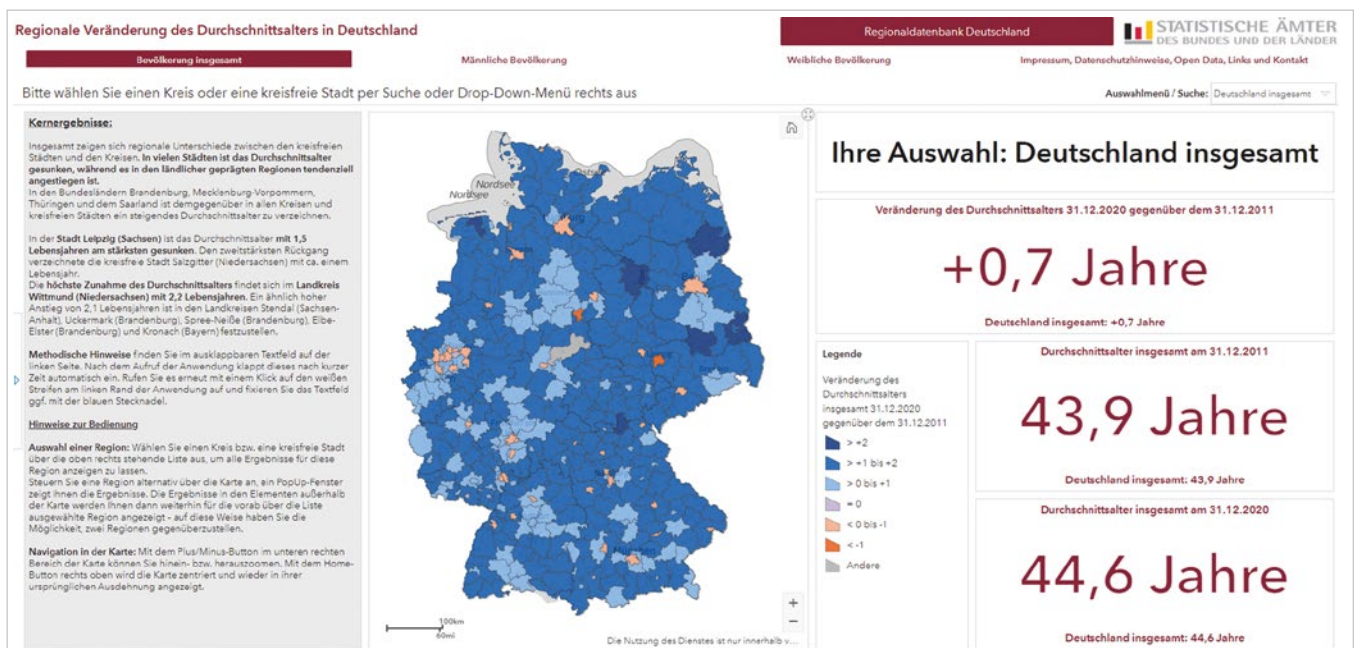 Regionale Veränderung des Durchschnittsalters in Deutschland
Regionaldatenbank Deutschland
STATISTISCHE ÄMTER
DES BUNDES UND DER LÄNDER
Bevölkerung insgesamt
Männliche Bevölkerung
Weibliche Bevölkerung
Impressum, Datenschutzhinweise, Open Data, Links und Kontakt
Bitte wählen Sie einen Kreis oder eine kreisfreie Stadt per Suche oder Drop-Down-Menü rechts aus
Auswahlmenü / Suche: Deutschland insgesamt
Kernergebnisse:
Insgesamt zeigen sich regionale Unterschiede zwischen den kreisfreien
Städten und den Kreisen. In vielen Städten ist das Durchschnittsalter
gesunken, während es in den ländlicher geprägten Regionen tendenziell
angestiegen ist.
In den Bundesländern Brandenburg, Mecklenburg-Vorpommern,
Thüringen und dem Saarland ist demgegenüber in allen Kreisen und
kreisfreien Städten ein steigendes Durchschnittsalter zu verzeichnen.
In der Stadt Leipzig (Sachsen) ist das Durchschnittsalter mit 1,5
Lebensjahren am stärksten gesunken. Den zweitstärksten Rückgang
verzeichnete die kreisfreie Stadt Salzgitter (Niedersachsen) mit ca. einem
Lebensjahr.
Die höchste Zunahme des Durchschnittsalters findet sich im Landkreis
Wittmund (Niedersachsen) mit 2,2 Lebensjahren. Ein ähnlich hoher
Anstieg von 2,1 Lebensjahren ist in den Landkreisen Stendal (Sachsen-
Anhalt), Uckermark (Brandenburg), Spree-Neiße (Brandenburg), Elbe-
Elster (Brandenburg) und Kronach (Bayern) festzustellen.
Methodische Hinweise finden Sie im ausklappbaren Textfeld auf der
linken Seite. Nach dem Aufruf der Anwendung klappt dieses nach kurzer
Zeit automatisch ein. Rufen Sie es erneut mit einem Klick auf den weißen
Streifen am linken Rand der Anwendung auf und fixieren Sie das Textfeld
ggf. mit der blauen Stecknadel.
Hinweise zur Bedienung
Auswahl einer Region: Wählen Sie einen Kreis bzw. eine kreisfreie Stadt
über die oben rechts stehende Liste aus, um alle Ergebnisse für diese
Region anzeigen zu lassen.
Steuern Sie eine Region alternativ über die Karte an, ein PopUp-Fenster
zeigt Ihnen die Ergebnisse. Die Ergebnisse in den Elementen außerhalb
der Karte werden Ihnen dann weiterhin für die vorab über die Liste
ausgewählte Region angezeigt - auf diese Weise haben Sie die
Möglichkeit, zwei Regionen gegenüberzustellen.
Navigation in der Karte: Mit dem Plus/Minus-Button im unteren rechten
Bereich der Karte können Sie hinein- bzw. herauszoomen. Mit dem Home-
Button rechts oben wird die Karte zentriert und wieder in ihrer
ursprünglichen Ausdehnung angezeigt.
Nordsee
Nordsee
Ostsee
München
100km
60mi
+
−
Die Nutzung des Dienstes ist nur innerhalb v...
Ihre Auswahl: Deutschland insgesamt
Veränderung des Durchschnittsalters 31.12.2020 gegenüber dem 31.12.2011
+0,7 Jahre
Deutschland insgesamt: +0,7 Jahre
Legende
Veränderung des
Durchschnittsalters
insgesamt 31.12.2020
gegenüber dem 31.12.2011
> +2
> +1 bis +2
> 0 bis +1
= 0
< 0 bis -1
< -1
Andere
Durchschnittsalter insgesamt am 31.12.2011
43,9 Jahre
Deutschland insgesamt: 43,9 Jahre
Durchschnittsalter insgesamt am 31.12.2020
44,6 Jahre
Deutschland insgesamt: 44,6 Jahre